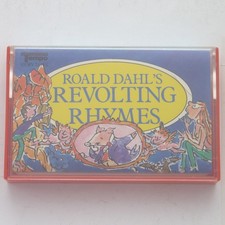 ROALD DAHL'S
REVOLTING
RHYMES